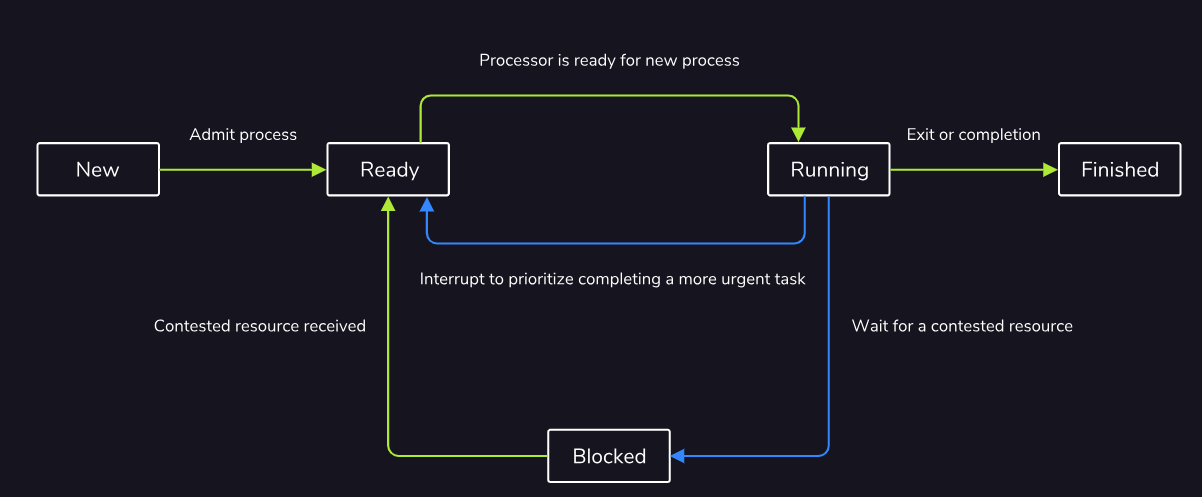 Processor is ready for new process
Admit process
Exit or completion
New
Ready
Running
Finished
Interrupt to prioritize completing a more urgent task
Contested resource received
Wait for a contested resource
Blocked